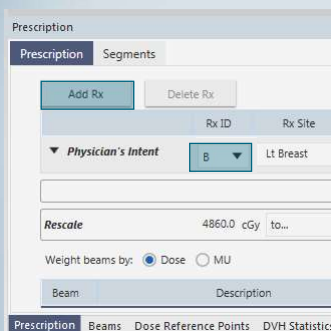 Prescription
Prescription Segments
Add Rx Delete Rx
Rx ID Rx Site
Physician's Intent B Lt Breast
Rescale 4860.0 cGy to...
Weight beams by: Dose MU
Beam Description
Prescription Beams Dose Reference Points DVH Statistics